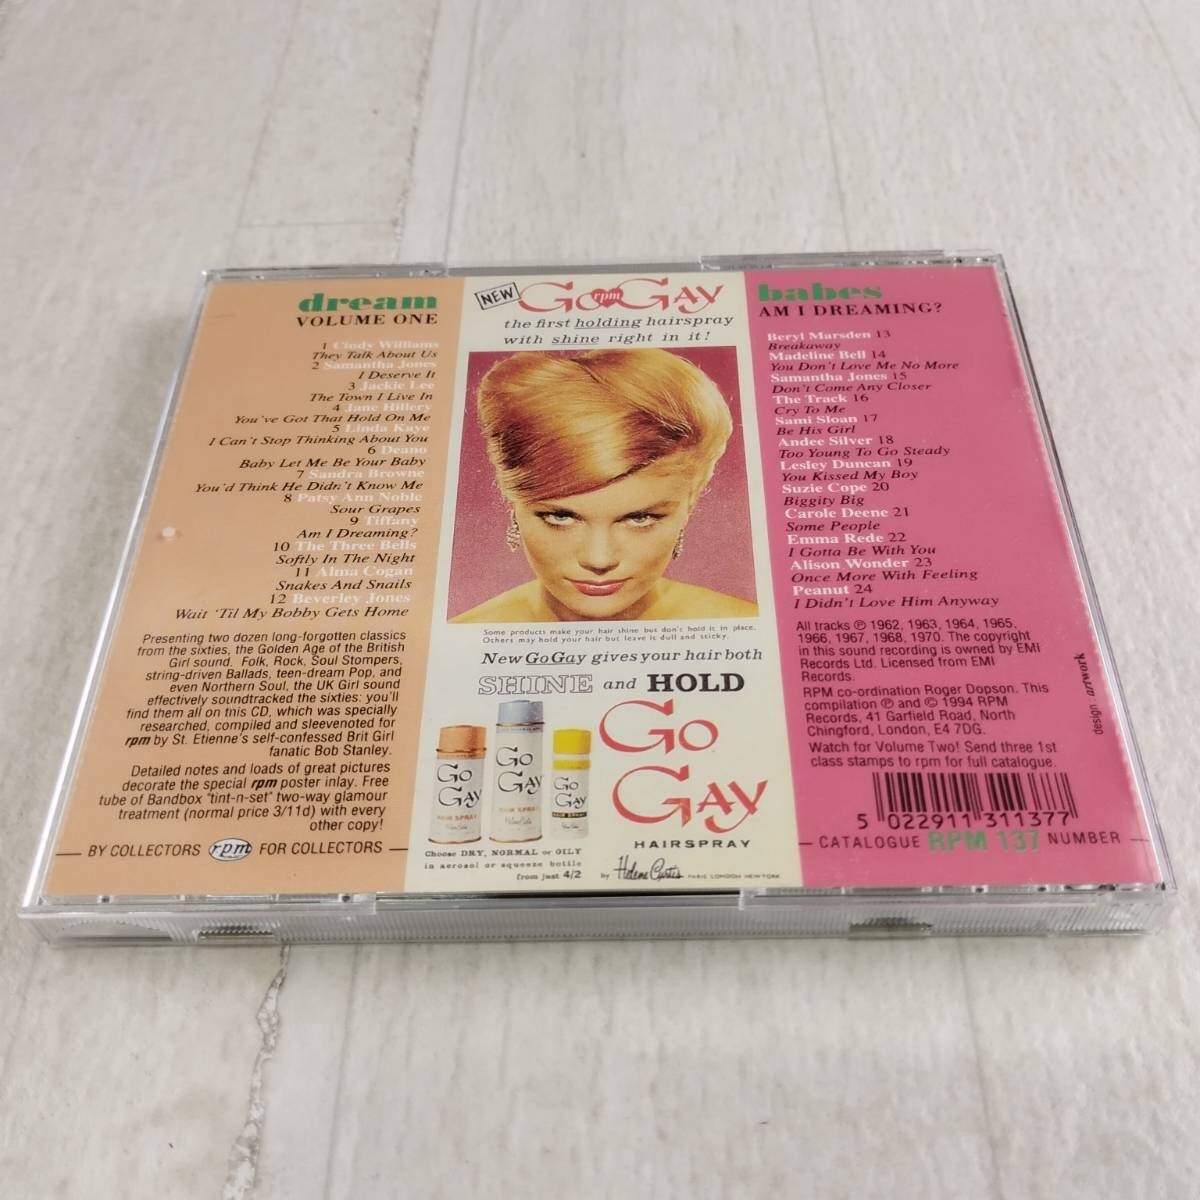 dream
VOLUME ONE
1 Cindy Williams
They Talk About Us
2 Samantha Jones
I Deserve It
3 Jackie Lee
The Town I Live In
4 Jane Hillery
You've Got That Hold On Me
5 Linda Kaye
I Can't Stop Thinking About You
6 Deano
Baby Let Me Be Your Baby
7 Sandra Browne
You'd Think He Didn't Know Me
8 Patsy Ann Noble
Sour Grapes
9 Tiffany
Am I Dreaming?
10 The Three Bells
Softly In The Night
11 Alma Cogan
Snakes And Snails
12 Beverley Jones
Wait 'Til My Bobby Gets Home
Presenting two dozen long-forgotten classics
from the sixties, the Golden Age of the British
Girl sound. Folk, Rock, Soul Stompers,
string-driven Ballads, teen-dream Pop, and
even Northern Soul, the UK Girl sound
effectively soundtracked the sixties: you'll
find them all on this CD, which was specially
researched, compiled and sleevenoted for
rpm by St. Etienne's self-confessed Brit Girl
fanatic Bob Stanley.
Detailed notes and loads of great pictures
decorate the special rpm poster inlay. Free
tube of Bandbox "tint-n-set" two-way glamour
treatment (normal price 3/11d) with every
other copy!
BY COLLECTORS rpm FOR COLLECTORS
NEW GO rpm GAY
the first holding hairspray
with shine right in it!
Some products make your hair shine but don't hold it in place.
Others may hold your hair but leave it dull and sticky.
New GoGay gives your hair both
SHINE and HOLD
GO
GAY
HAIR SPRAY
GO
GAY
HAIR SPRAY
Helene Curtis
GO
GAY
HAIR SPRAY
GO
GAY
HAIRSPRAY
Choose DRY, NORMAL or OILY
in aerosol or squeeze bottle
from just 4/2
by Helene Curtis PARIS LONDON NEW YORK
babes
AM I DREAMING?
Beryl Marsden 13
Breakaway
Madeline Bell 14
You Don't Love Me No More
Samantha Jones 15
Don't Come Any Closer
The Track 16
Cry To Me
Sami Sloan 17
Be His Girl
Andee Silver 18
Too Young To Go Steady
Lesley Duncan 19
You Kissed My Boy
Suzie Cope 20
Biggity Big
Carole Deene 21
Some People
Emma Rede 22
I Gotta Be With You
Alison Wonder 23
Once More With Feeling
Peanut 24
I Didn't Love Him Anyway
All tracks ℗ 1962, 1963, 1964, 1965,
1966, 1967, 1968, 1970. The copyright
in this sound recording is owned by EMI
Records Ltd. Licensed from EMI
Records.
RPM co-ordination Roger Dopson. This
compilation ℗ and © 1994 RPM
Records, 41 Garfield Road, North
Chingford, London, E4 7DG.
Watch for Volume Two! Send three 1st
class stamps to rpm for full catalogue.
design artwork
5 022911 311377
CATALOGUE RPM 137 NUMBER